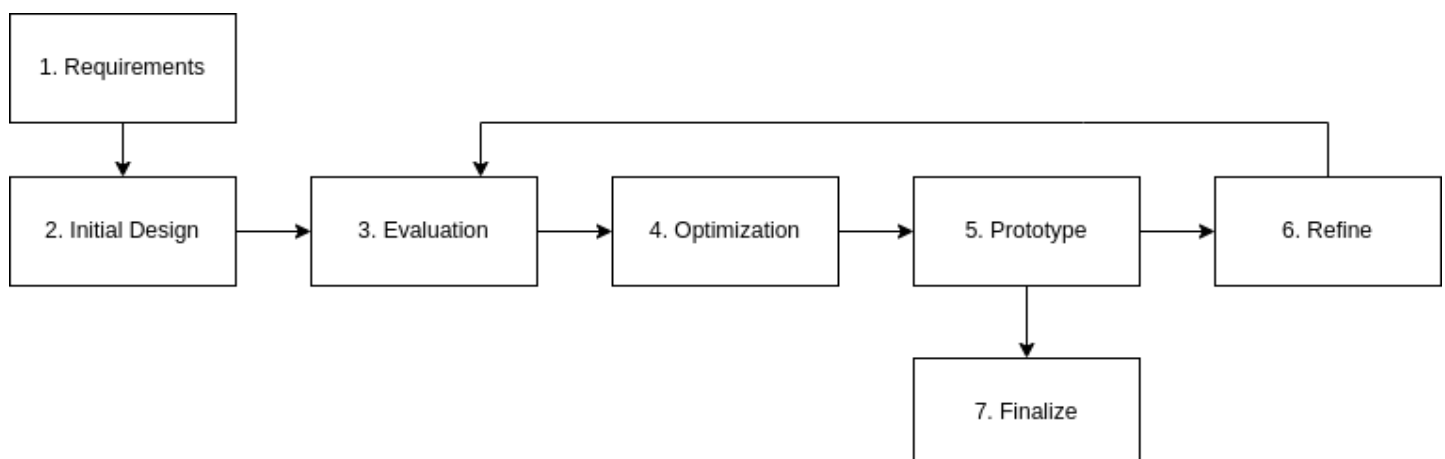 1. Requirements
2. Initial Design
3. Evaluation
4. Optimization
5. Prototype
6. Refine
7. Finalize